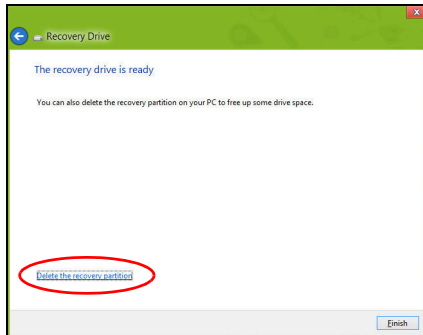 Recovery Drive
The recovery drive is ready
You can also delete the recovery partition on your PC to free up some drive space.
Delete the recovery partition
Finish